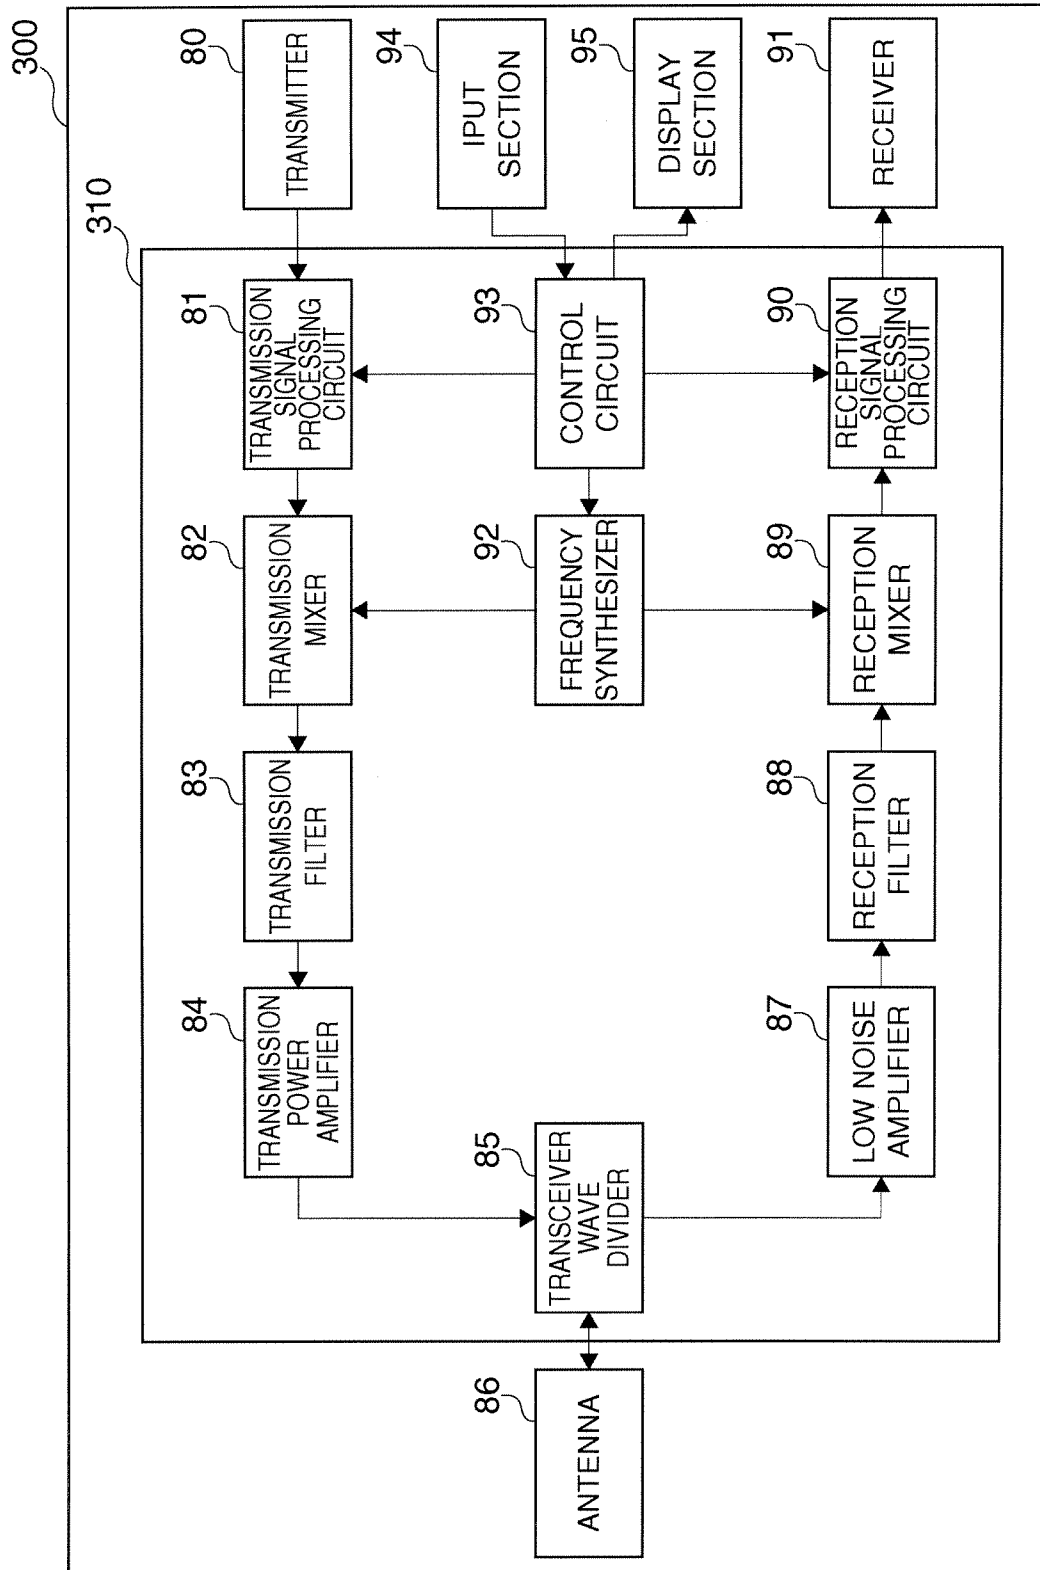 300
310
80
TRANSMITTER
94
IPUT
SECTION
95
DISPLAY
SECTION
91
RECEIVER
81
TRANSMISSION
SIGNAL
PROCESSING
CIRCUIT
93
CONTROL
CIRCUIT
90
RECEPTION
SIGNAL
PROCESSING
CIRCUIT
82
TRANSMISSION
MIXER
92
FREQUENCY
SYNTHESIZER
89
RECEPTION
MIXER
83
TRANSMISSION
FILTER
88
RECEPTION
FILTER
84
TRANSMISSION
POWER
AMPLIFIER
87
LOW NOISE
AMPLIFIER
85
TRANSCEIVER
WAVE
DIVIDER
86
ANTENNA